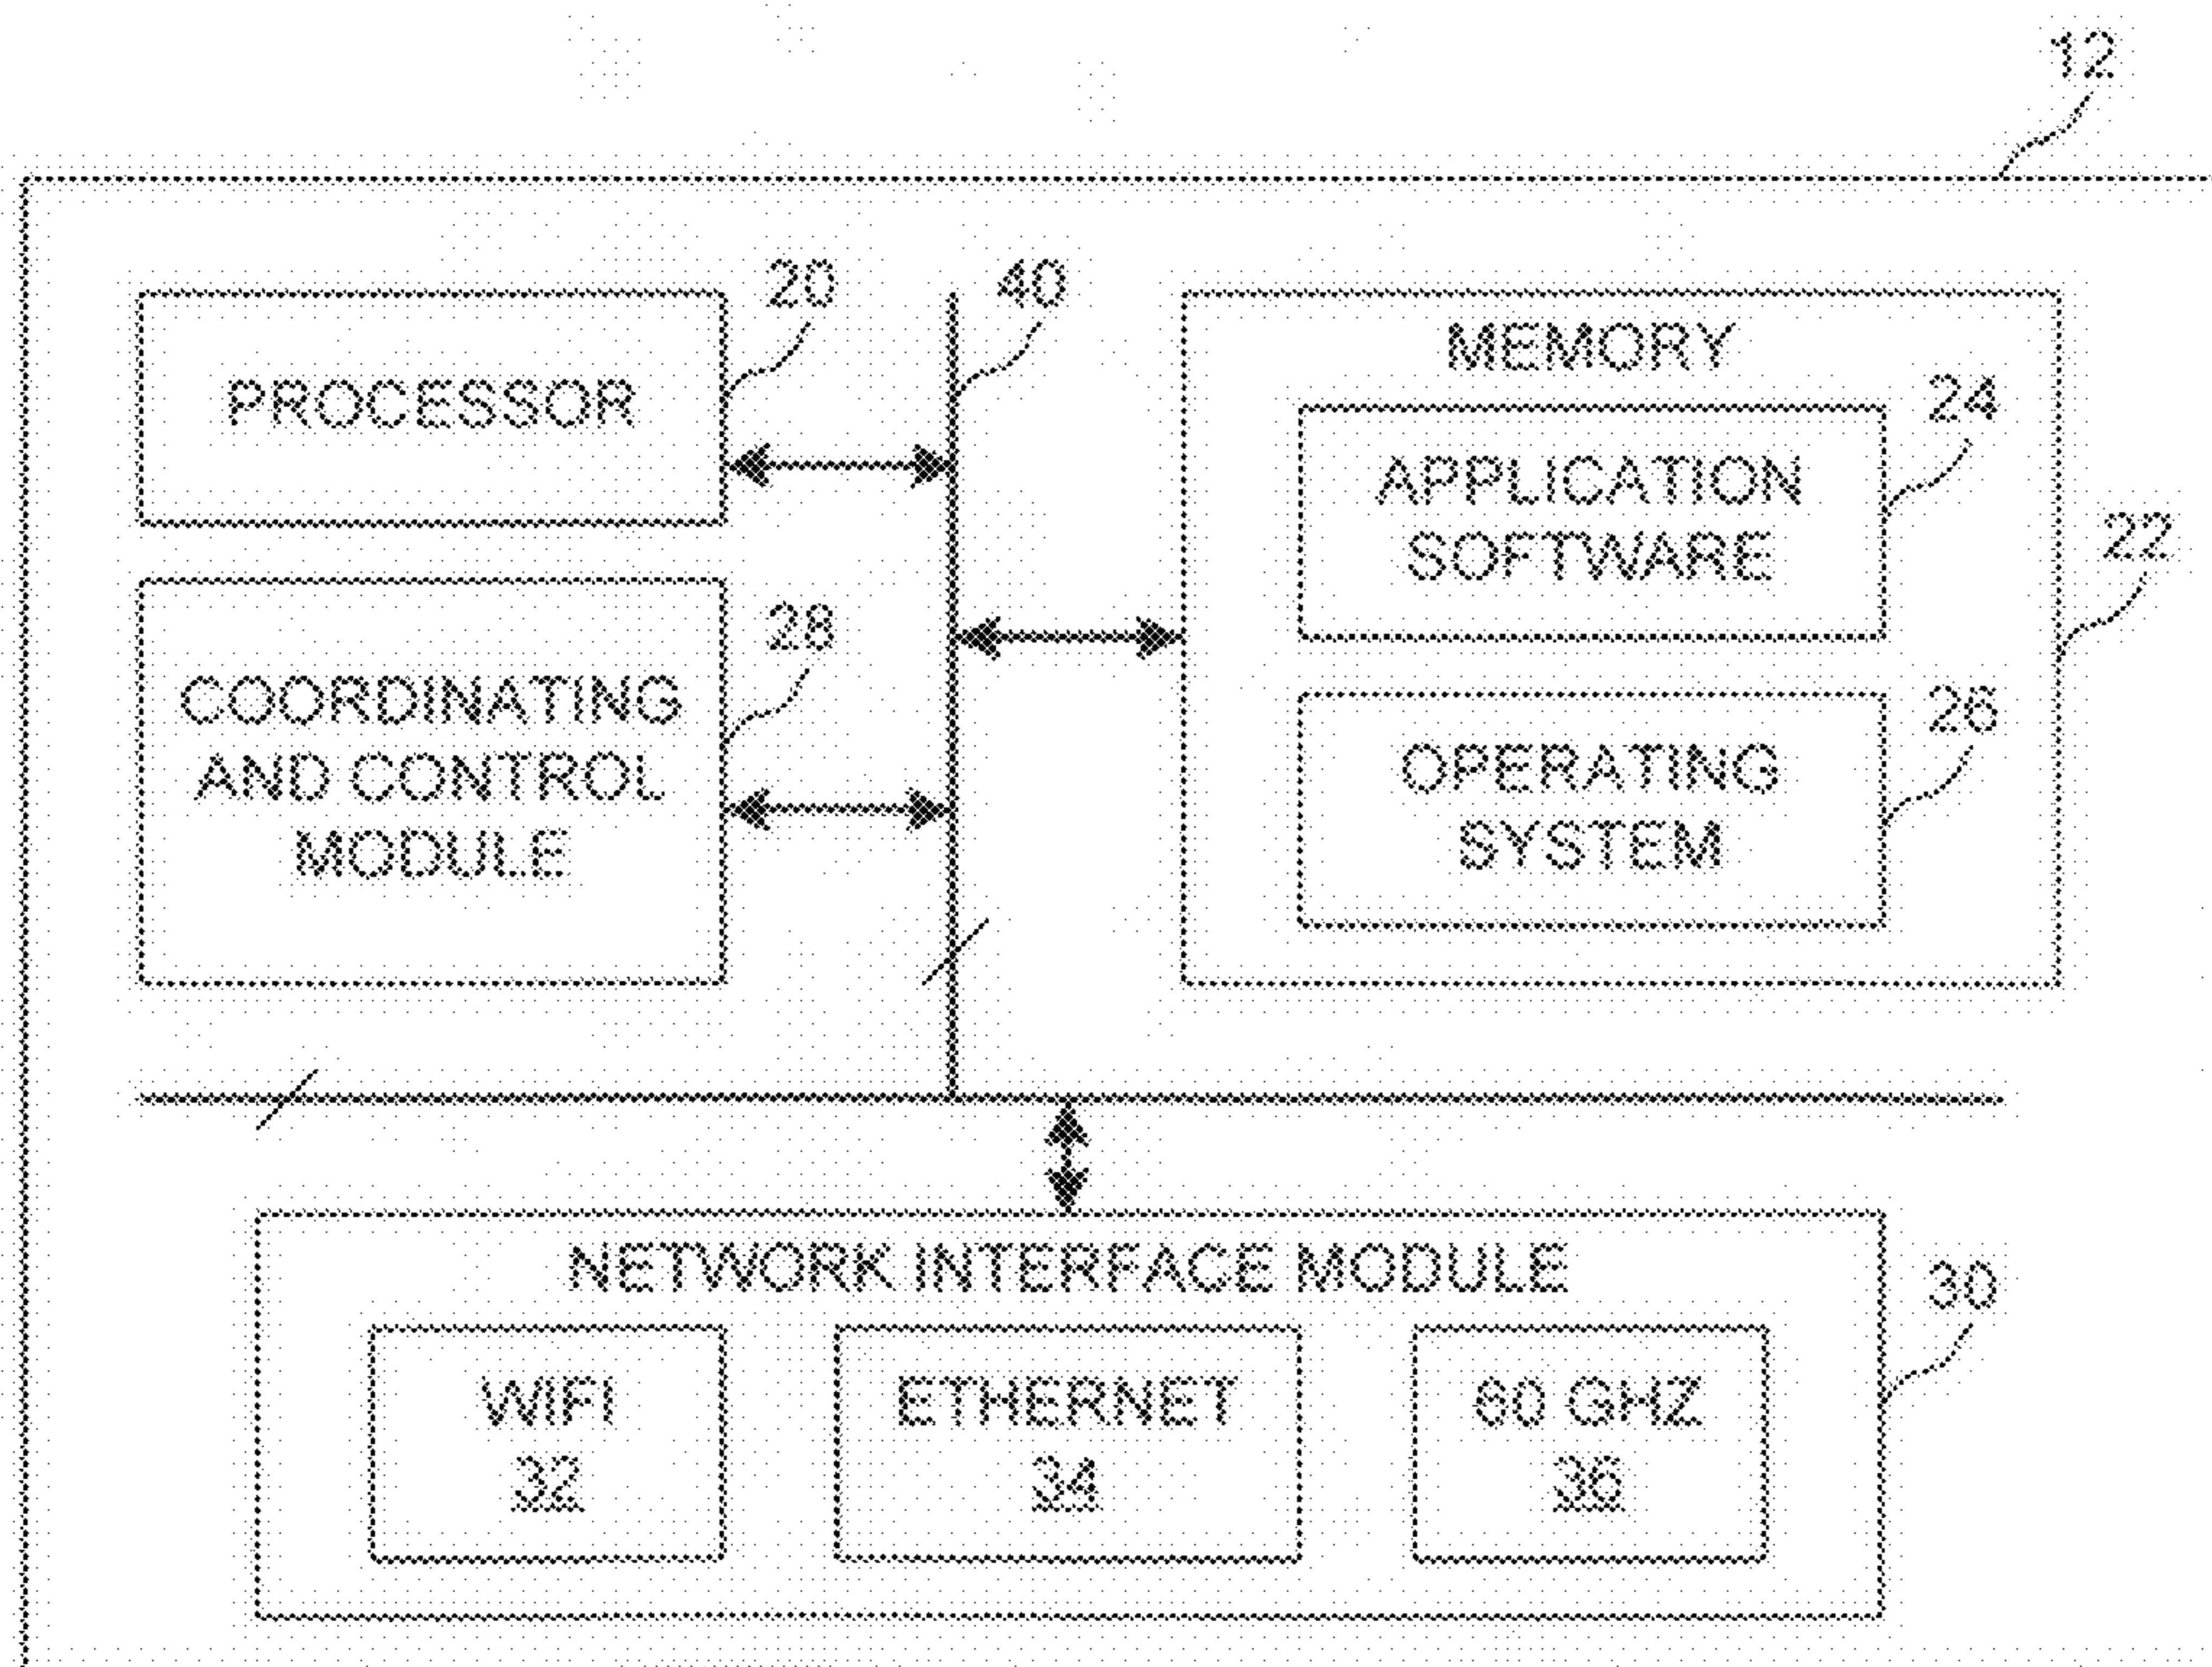 12
20
40
PROCESSOR
MEMORY
24
APPLICATION
SOFTWARE
22
28
COORDINATING
AND CONTROL
MODULE
26
OPERATING
SYSTEM
NETWORK INTERFACE MODULE
30
WIFI
32
ETHERNET
34
60 GHZ
36